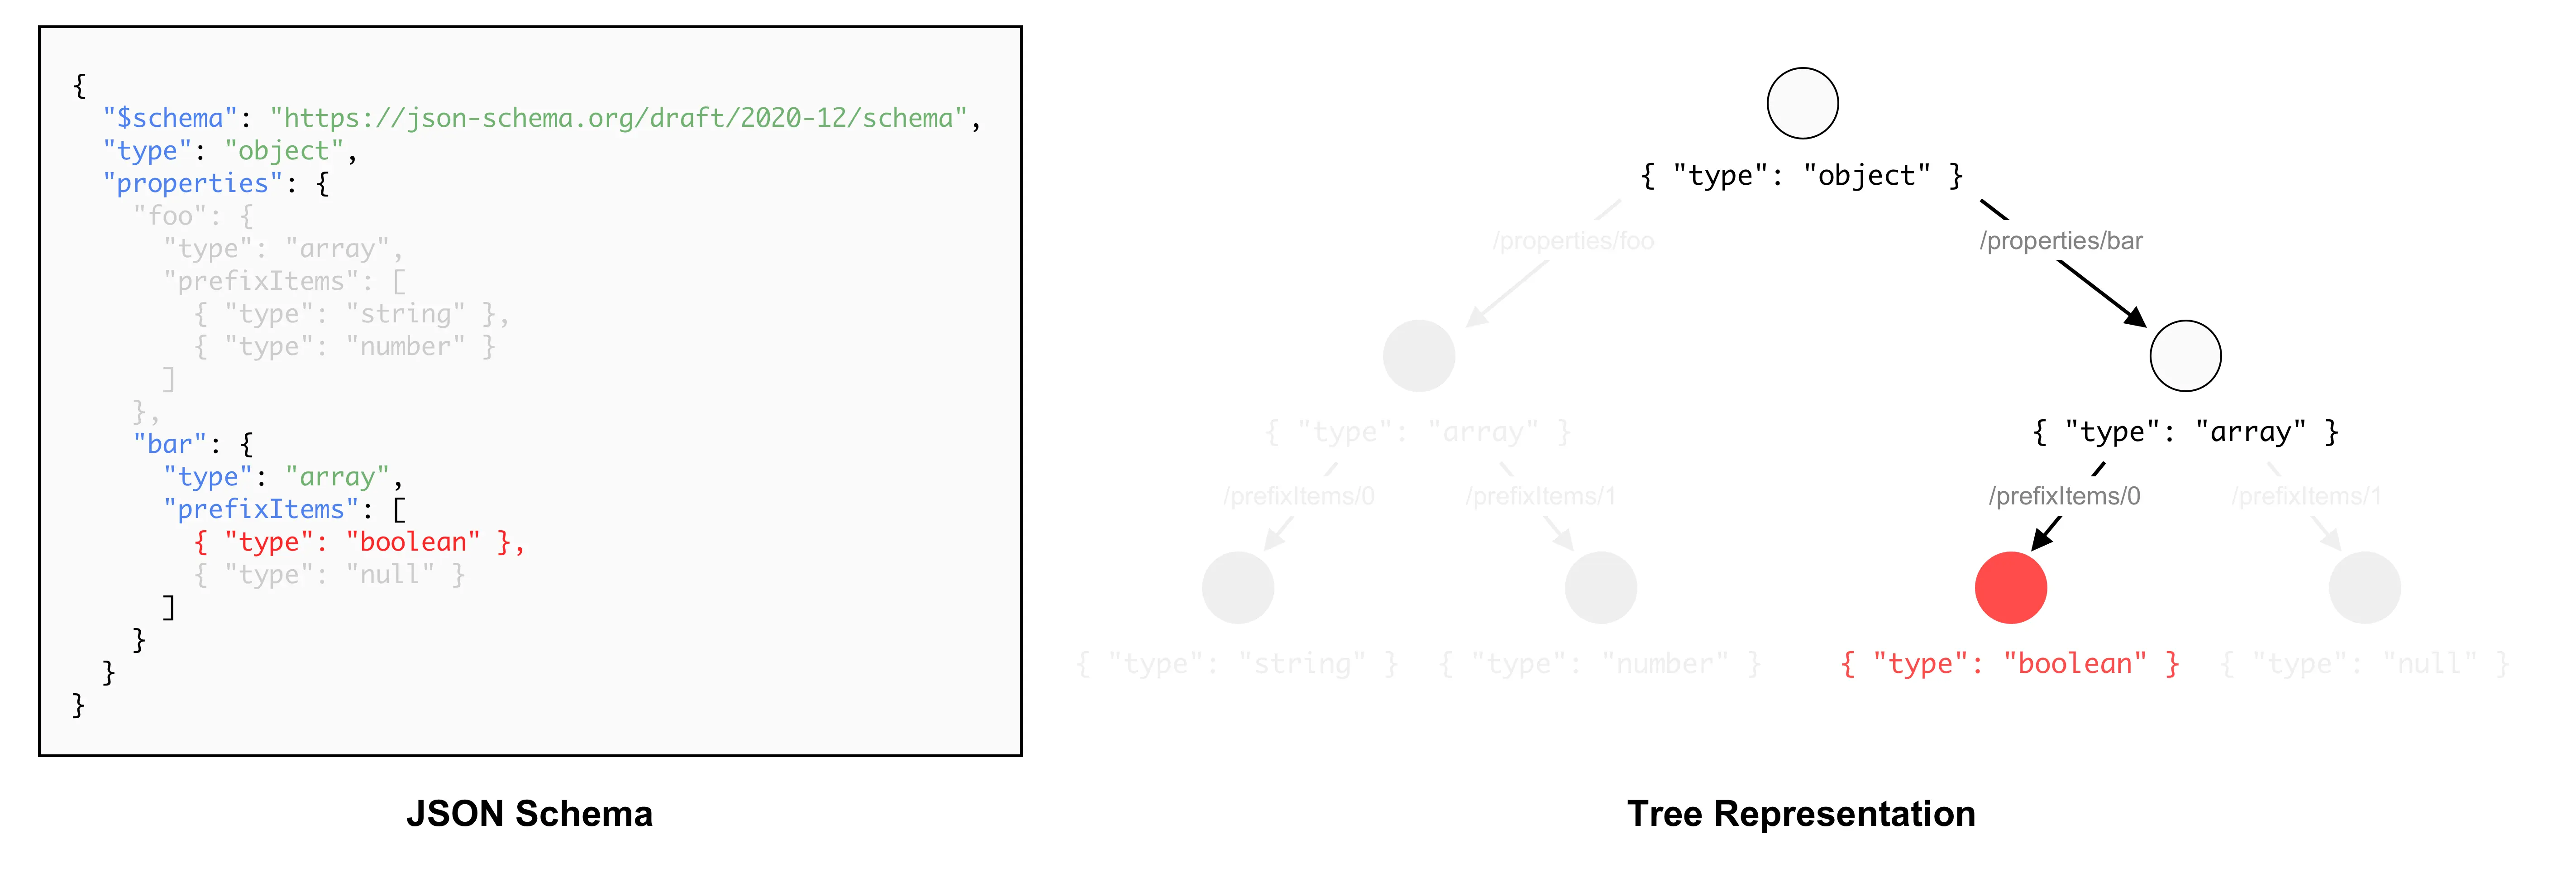 {
  "$schema": "https://json-schema.org/draft/2020-12/schema",
  "type": "object",
  "properties": {
    "foo": {
      "type": "array",
      "prefixItems": [
        { "type": "string" },
        { "type": "number" }
      ]
    },
    "bar": {
      "type": "array",
      "prefixItems": [
        { "type": "boolean" },
        { "type": "null" }
      ]
    }
  }
}
JSON Schema
{ "type": "object" }
/properties/foo
/properties/bar
{ "type": "array" }
{ "type": "array" }
/prefixItems/0
/prefixItems/1
/prefixItems/0
/prefixItems/1
{ "type": "string" }
{ "type": "number" }
{ "type": "boolean" }
{ "type": "null" }
Tree Representation